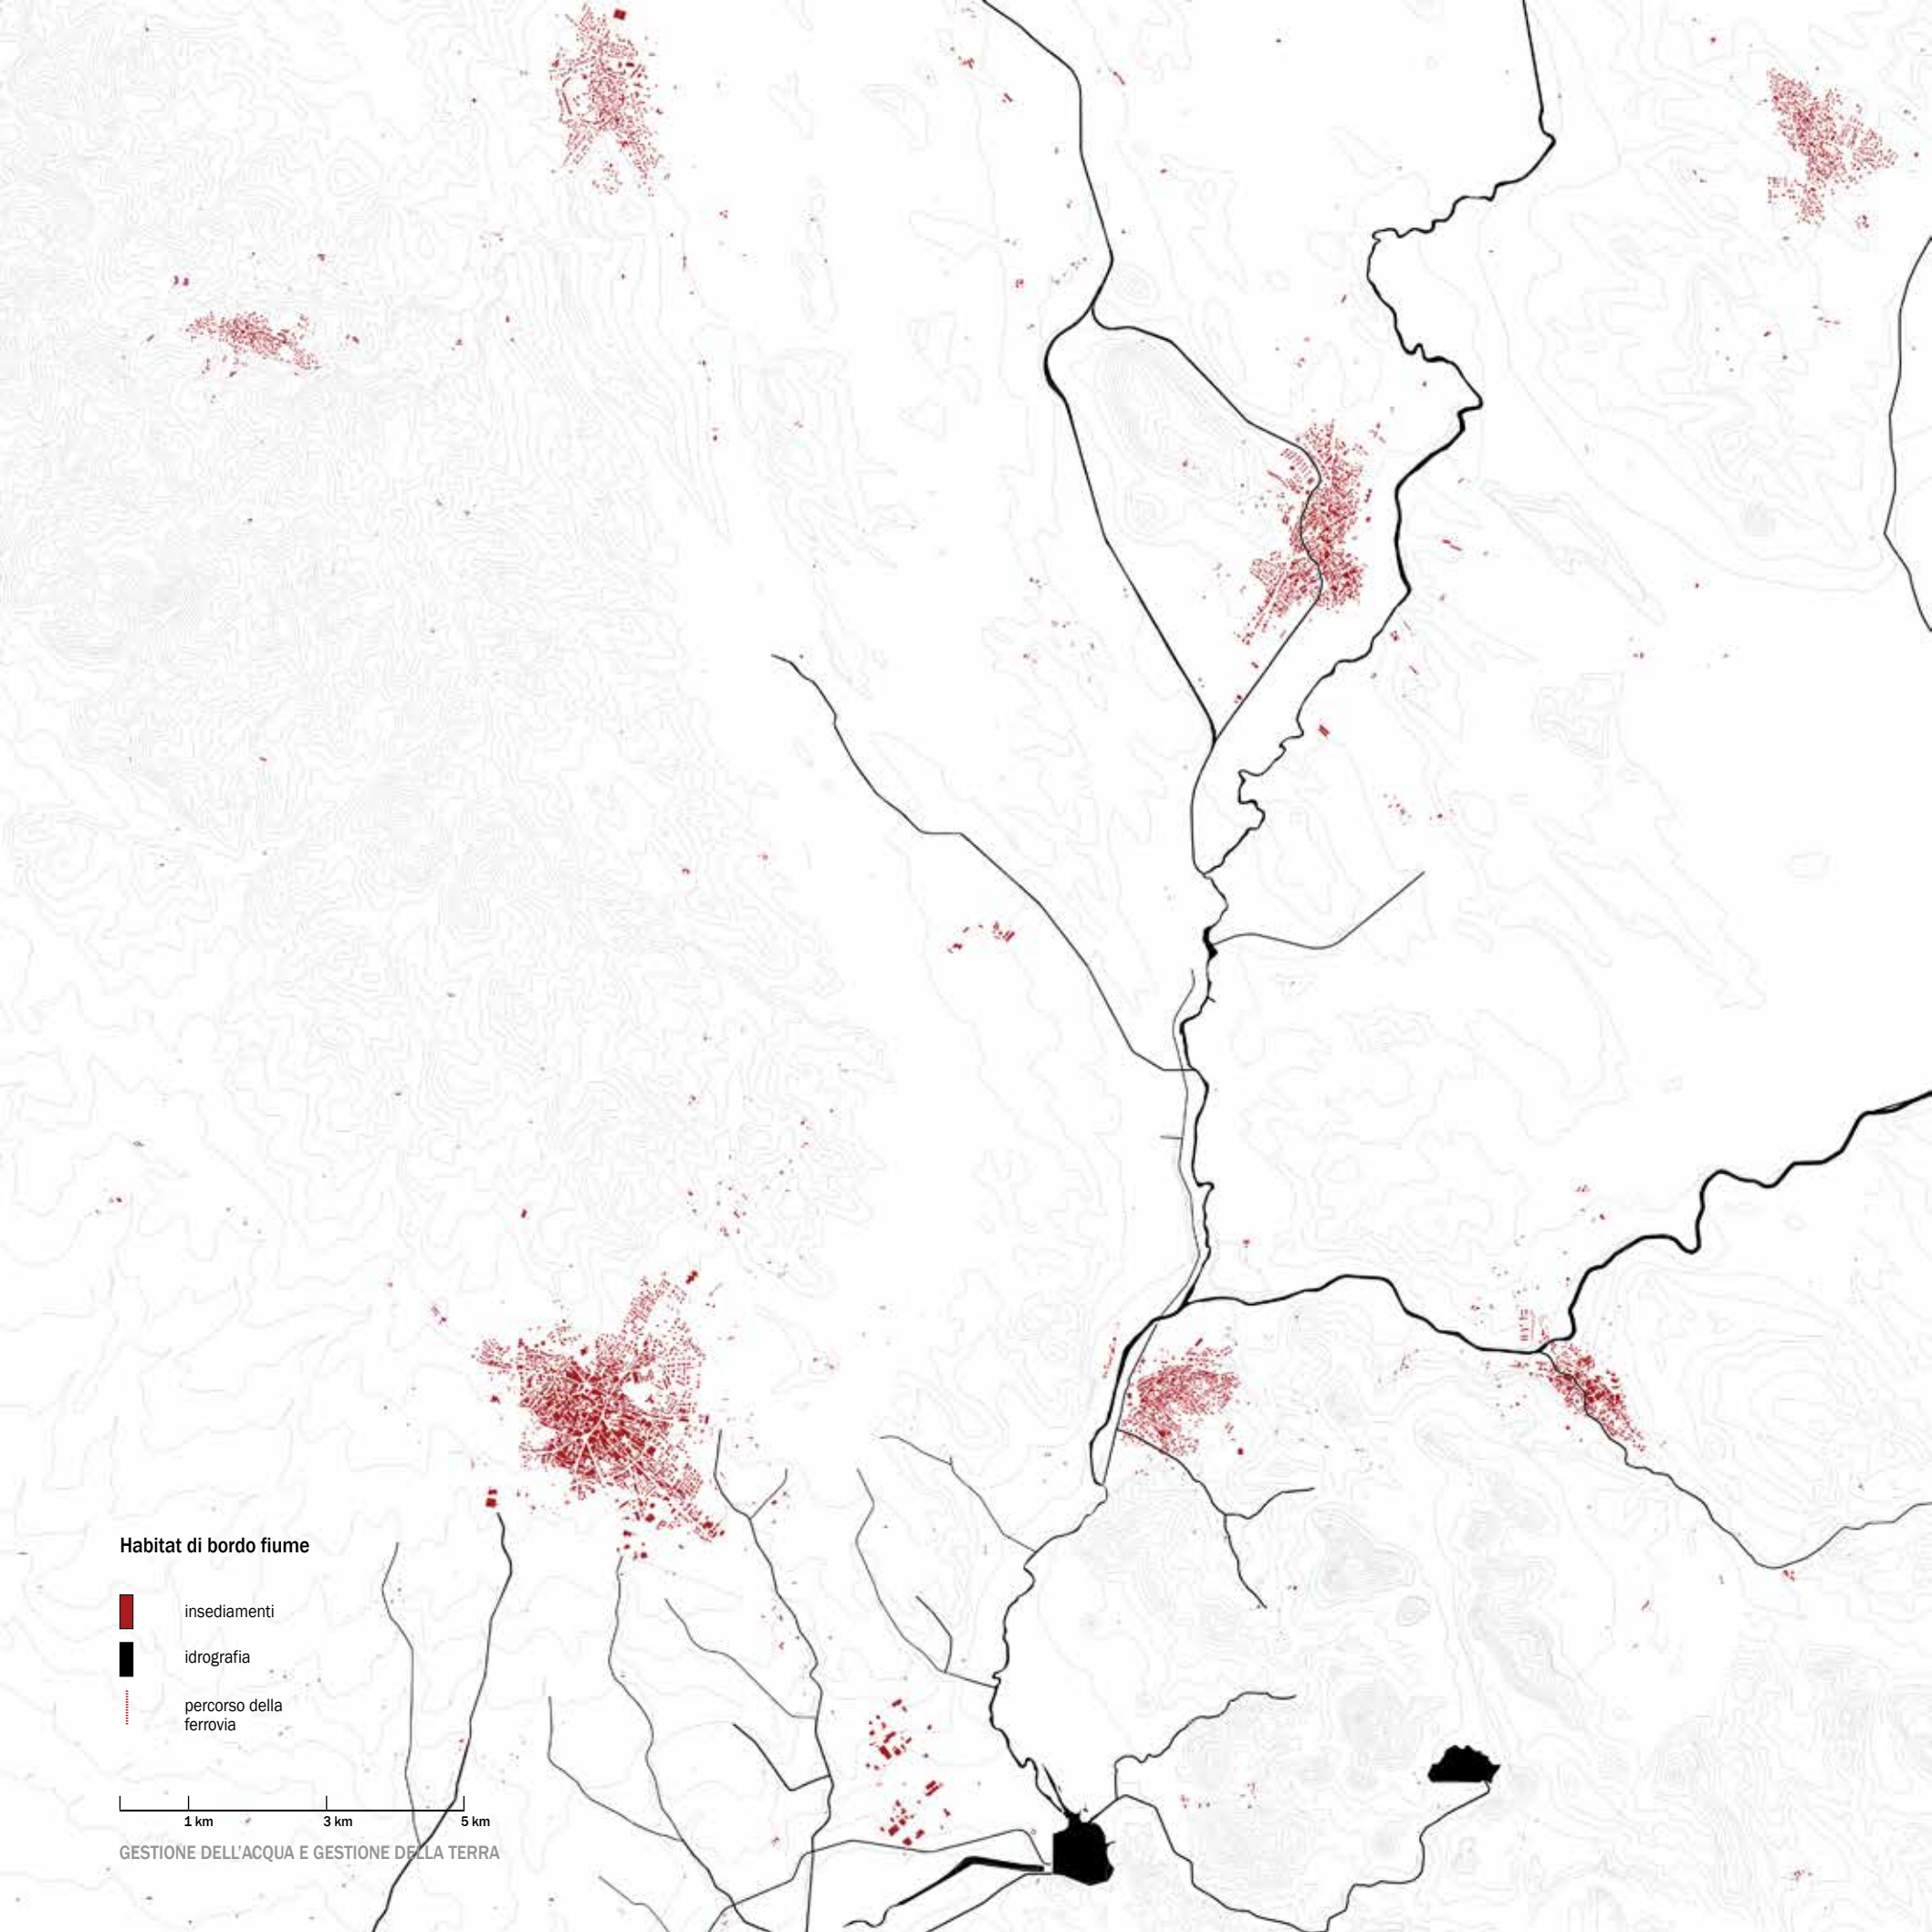 Habitat di bordo fiume
insediamenti
idrografia
percorso della
ferrovia
1 km 3 km 5 km
GESTIONE DELL'ACQUA E GESTIONE DELLA TERRA